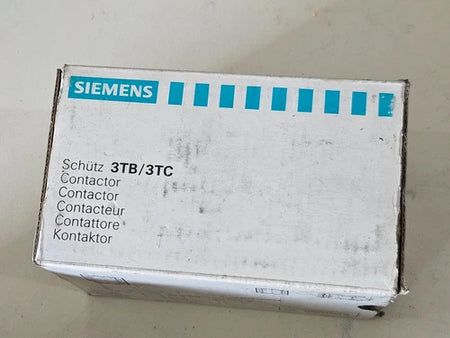 SIEMENS
Schütz 3TB/3TC
Contactor
Contactor
Contacteur
Contattore
Kontaktor